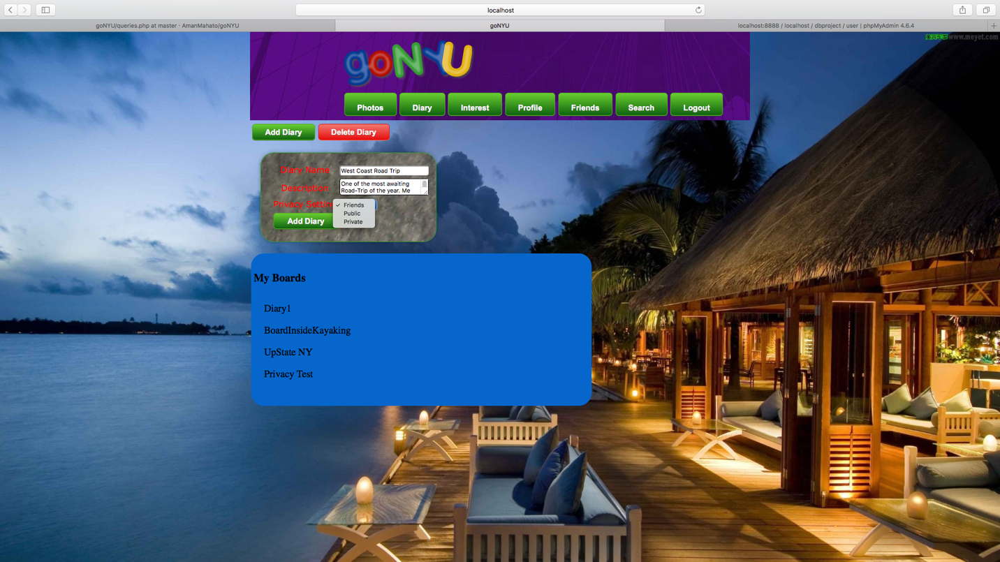 localhost
goNYU/queries.php at master · AmanMahato/goNYU
goNYU
localhost:8888 / localhost / dbproject / user | phpMyAdmin 4.6.4
www.meyet.com
goNYU
Photos
Diary
Interest
Profile
Friends
Search
Logout
Add Diary
Delete Diary
Diary Name
West Coast Road Trip
Description
One of the most awaiting
Road-Trip of the year. Me
Privacy Settin
✓ Friends
Public
Private
Add Diary
My Boards
Diary1
BoardInsideKayaking
UpState NY
Privacy Test